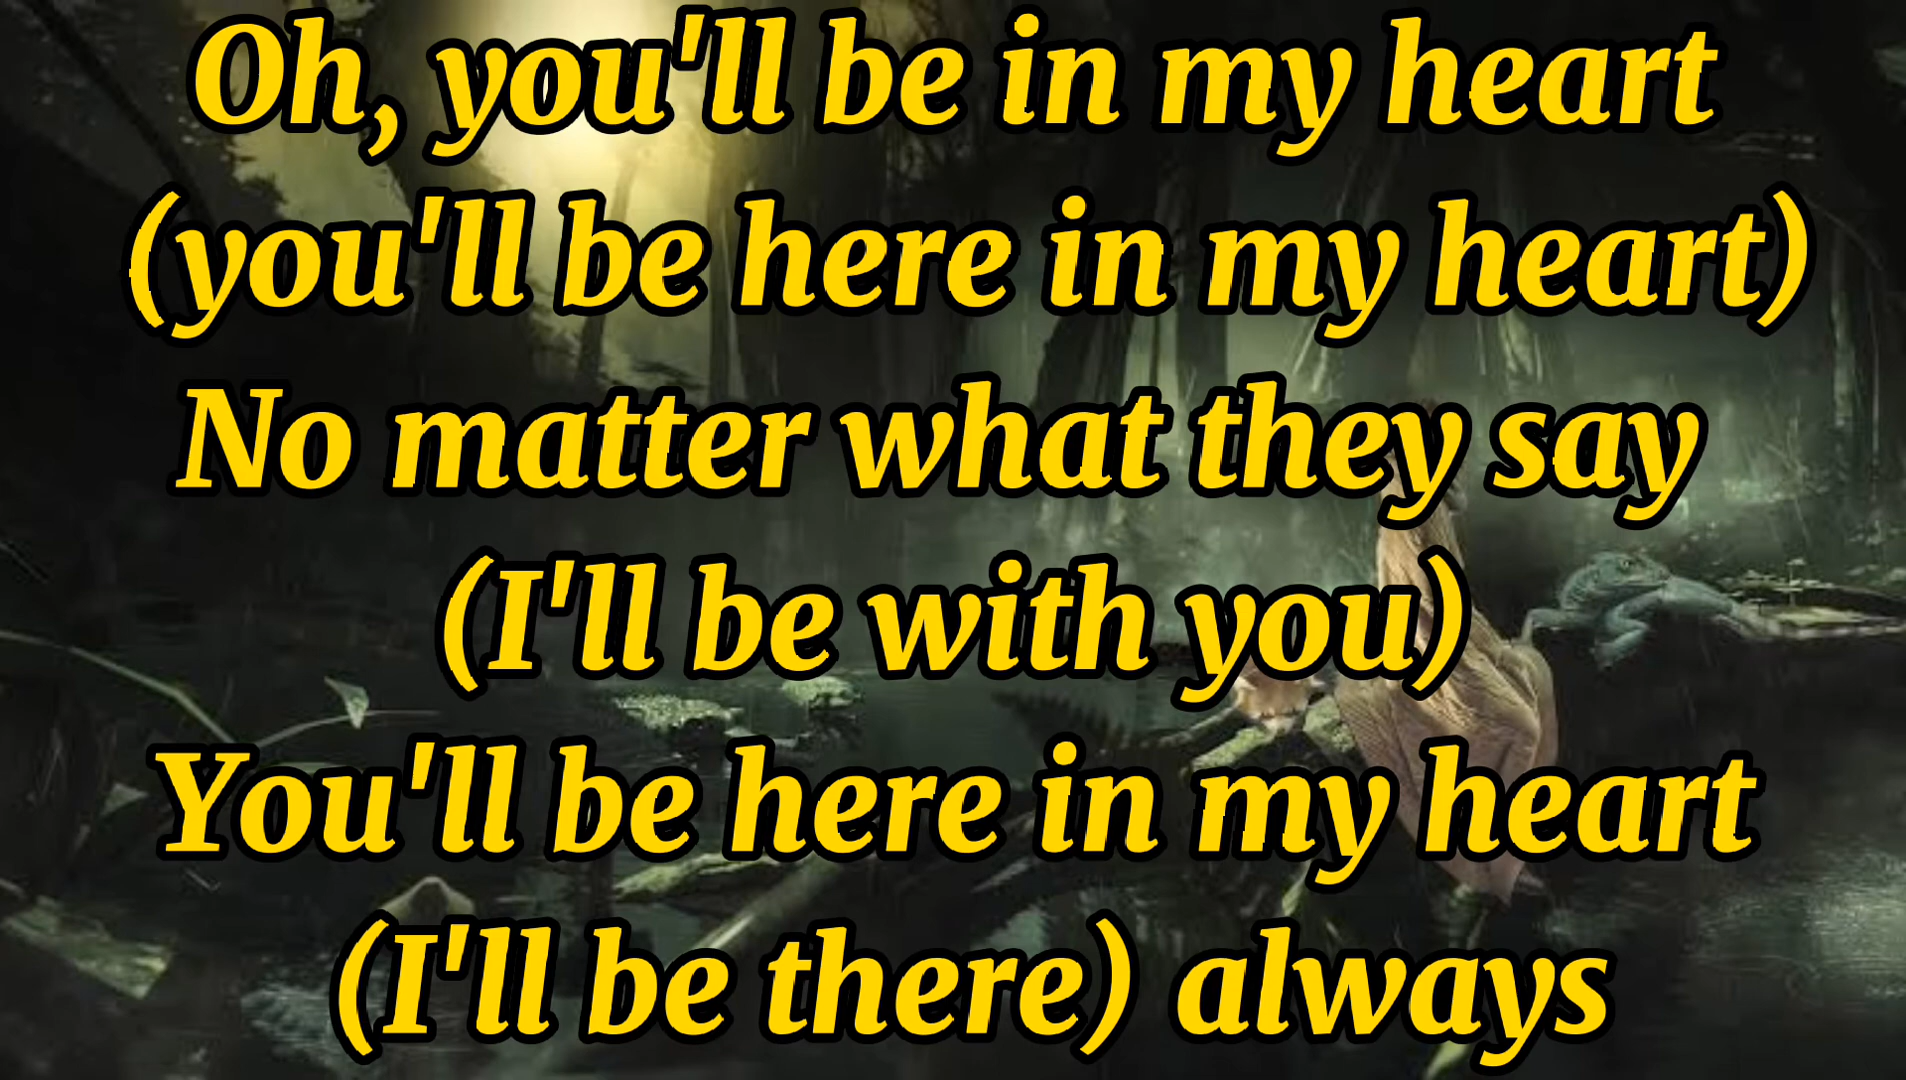 Oh, you'll be in my heart
(you'll be here in my heart)
No matter what they say
(I'll be with you)
You'll be here in my heart
(I'll be there) always